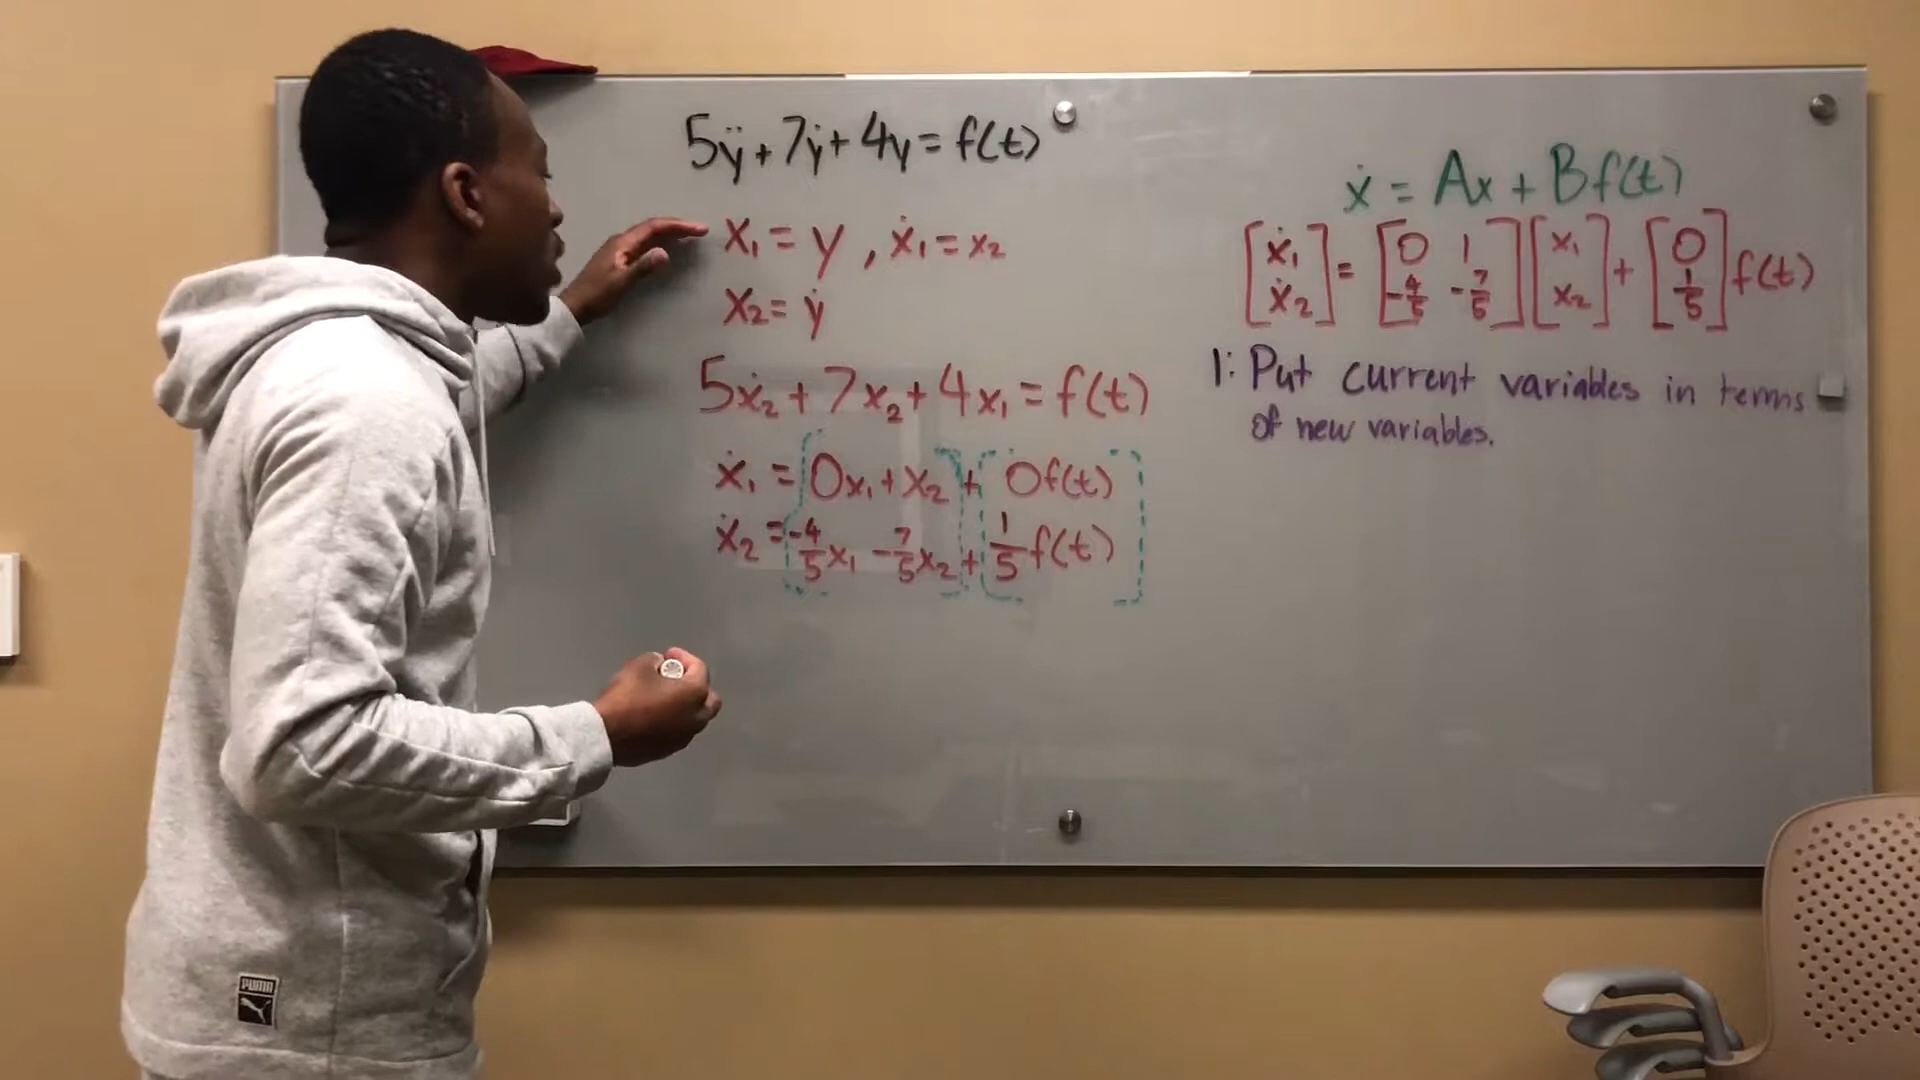 5ÿ + 7ẏ + 4y = f(t)
x₁ = y , ẋ₁ = x₂
x₂ = ẏ
5ẋ₂ + 7x₂ + 4x₁ = f(t)
ẋ₁ = [0x₁ + x₂] + [0f(t)
ẋ₂ = [-4/5 x₁ - 7/5 x₂] + [1/5 f(t)]
ẋ = Ax + Bf(t)
[ẋ₁] = [0 1] [x₁] + [0] f(t)
[ẋ₂] [-4/5 -7/5] [x₂] [1/5]
1: Put current variables in terms
of new variables.
PUMA